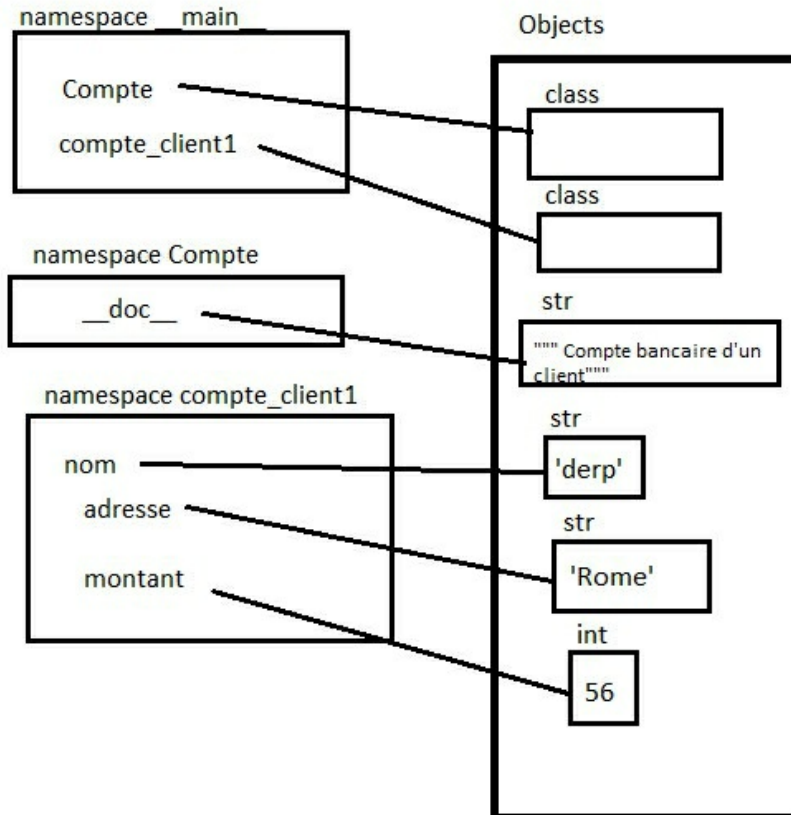 namespace __main__
Objects
Compte
class
compte_client1
class
namespace Compte
__doc__
str
""" Compte bancaire d'un
client"""
namespace compte_client1
str
nom
'derp'
adresse
str
'Rome'
montant
int
56